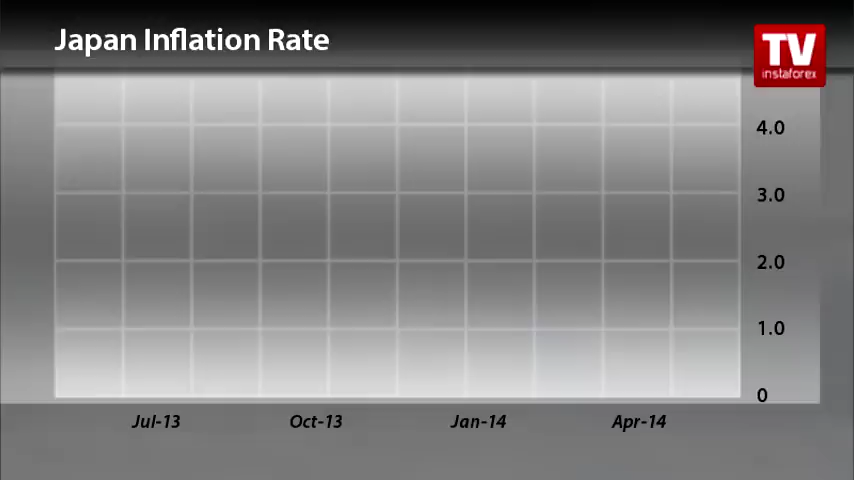 Japan Inflation Rate
TV
instaforex
4.0
3.0
2.0
1.0
0
Jul-13 Oct-13 Jan-14 Apr-14